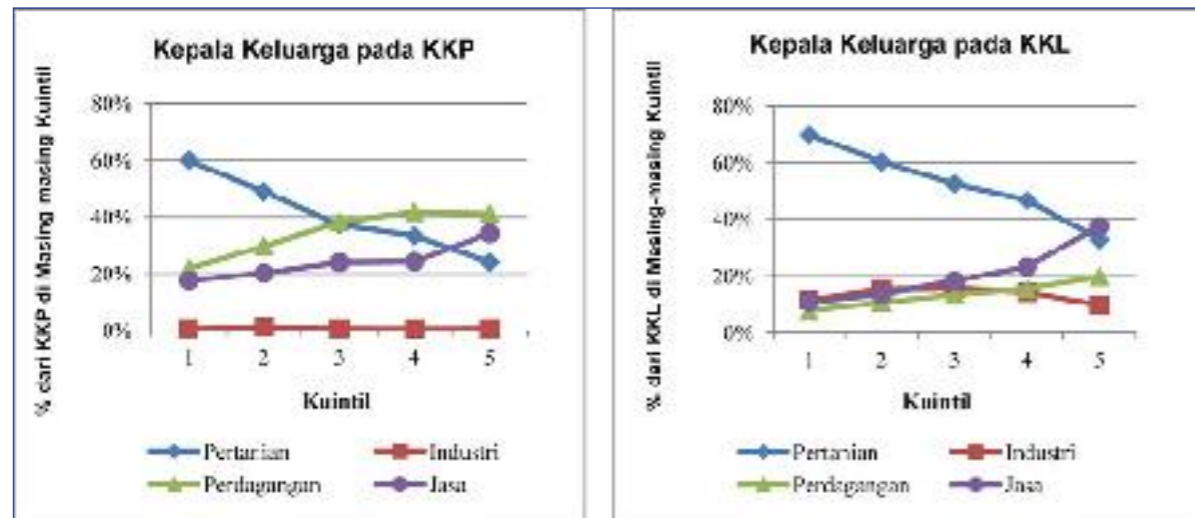 Kepala Keluarga pada KKP
% dari KKP di Masing masing Kuintil
80%
60%
40%
20%
0%
1 2 3 4 5
Kuintil
Pertanian Industri
Perdagangan Jasa
Kepala Keluarga pada KKL
% dari KKL di Masing-masing Kuintil
80%
60%
40%
20%
0%
1 2 3 4 5
Kuintil
Pertanian Industri
Perdagangan Jasa